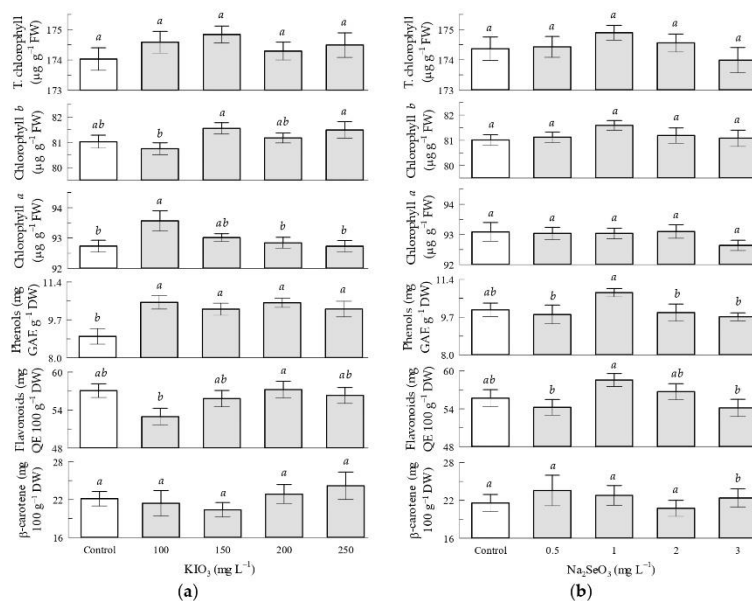 a a a a a
175
174
173
T. chlorophyll
(µg g⁻¹ FW)
ab b a ab a
82
81
80
Chlorophyll b
(µg g⁻¹ FW)
b a ab b b
94
93
92
Chlorophyll a
(µg g⁻¹ FW)
b a a a a
11.4
9.7
8.0
Phenols (mg
GAE g⁻¹ DW)
ab b ab a ab
60
54
48
Flavonoids (mg
QE 100 g⁻¹ DW)
a a a a a
28
22
16
β-carotene (mg
100 g⁻¹ DW)
Control 100 150 200 250
KIO₃ (mg L⁻¹)
(a)
a a a a a
175
174
173
T. chlorophyll
(µg g⁻¹ FW)
a a a a a
82
81
80
Chlorophyll b
(µg g⁻¹ FW)
a a a a a
94
93
92
Chlorophyll a
(µg g⁻¹ FW)
ab b a b b
11.4
9.7
8.0
Phenols (mg
GAE g⁻¹ DW)
ab b a ab b
60
54
48
Flavonoids (mg
QE 100 g⁻¹ DW)
a a a a b
28
22
16
β-carotene (mg
100 g⁻¹ DW)
Control 0.5 1 2 3
Na₂SeO₃ (mg L⁻¹)
(b)